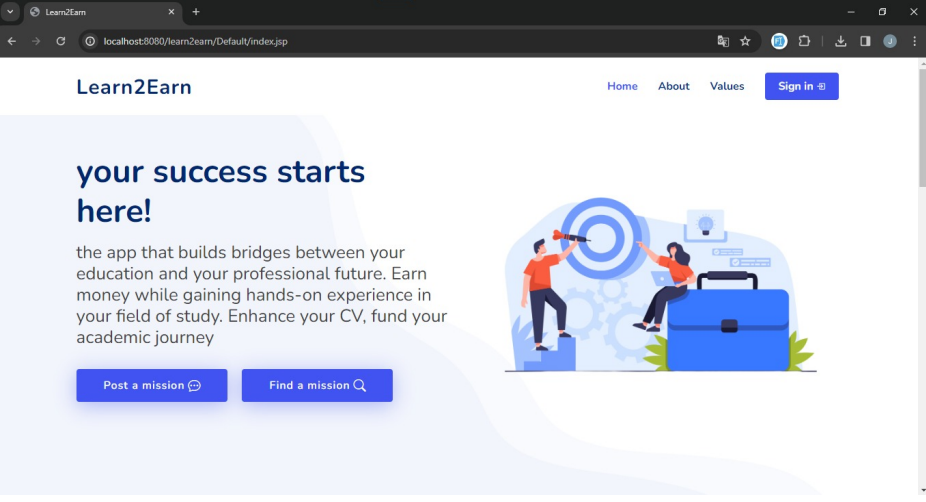 Learn2Earn
localhost:8080/learn2earn/Default/index.jsp
Learn2Earn
Home About Values Sign in
your success starts
here!
the app that builds bridges between your
education and your professional future. Earn
money while gaining hands-on experience in
your field of study. Enhance your CV, fund your
academic journey
Post a mission Find a mission